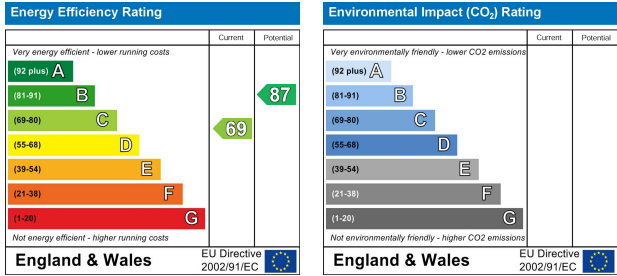 Energy Efficiency Rating
Current Potential
Very energy efficient - lower running costs
(92 plus) A
(81-91) B
87
(69-80) C
69
(55-68) D
(39-54) E
(21-38) F
(1-20) G
Not energy efficient - higher running costs
England & Wales
EU Directive
2002/91/EC
Environmental Impact (CO₂) Rating
Current Potential
Very environmentally friendly - lower CO2 emissions
(92 plus) A
(81-91) B
(69-80) C
(55-68) D
(39-54) E
(21-38) F
(1-20) G
Not environmentally friendly - higher CO2 emissions
England & Wales
EU Directive
2002/91/EC